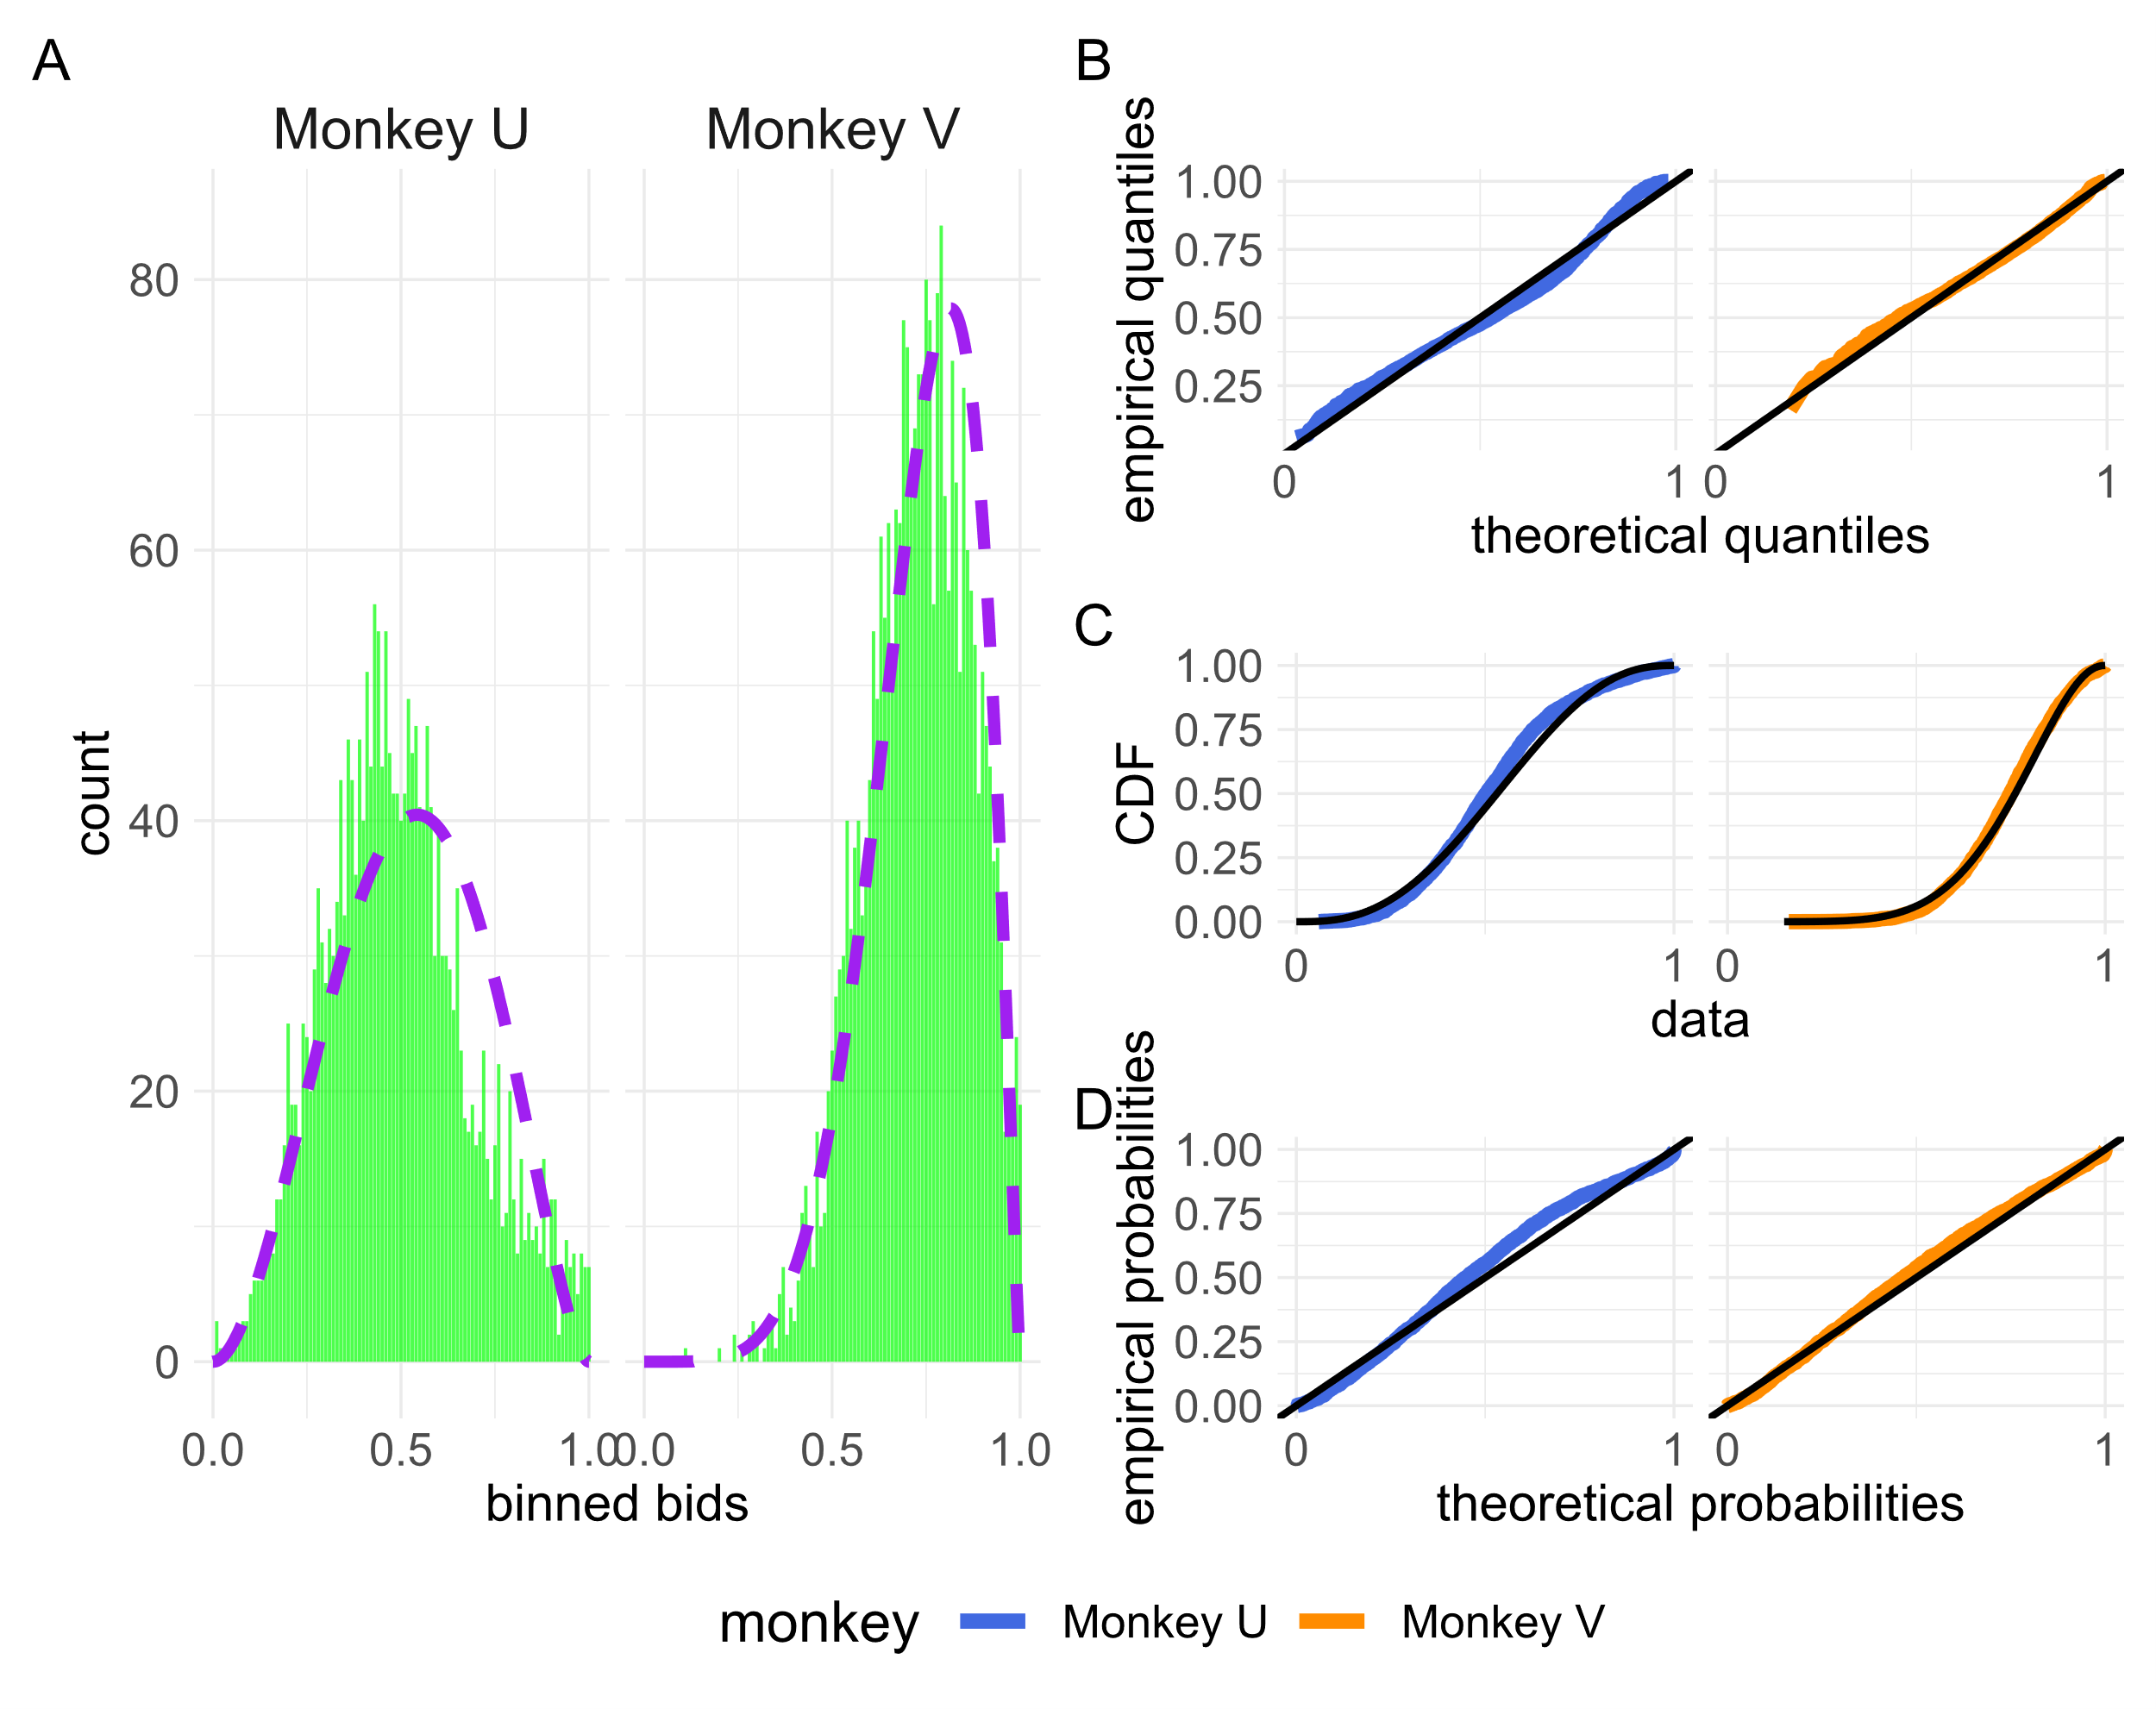 A
Monkey U
Monkey V
count
80
60
40
20
0
0.0 0.5 1.0
0.0 0.5 1.0
binned bids
B
empirical quantiles
1.00
0.75
0.50
0.25
0 1
0 1
theoretical quantiles
C
CDF
1.00
0.75
0.50
0.25
0.00
0 1
0 1
data
D
empirical probabilities
1.00
0.75
0.50
0.25
0.00
0 1
0 1
theoretical probabilities
monkey Monkey U Monkey V